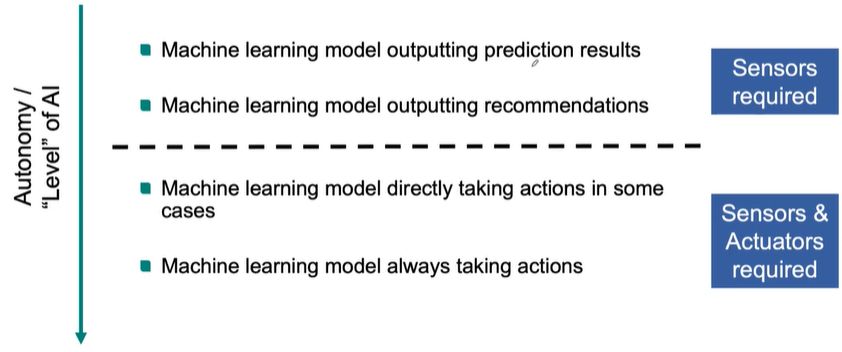 Autonomy /
“Level” of AI
Machine learning model outputting prediction results
Machine learning model outputting recommendations
Sensors
required
Machine learning model directly taking actions in some
cases
Machine learning model always taking actions
Sensors &
Actuators
required